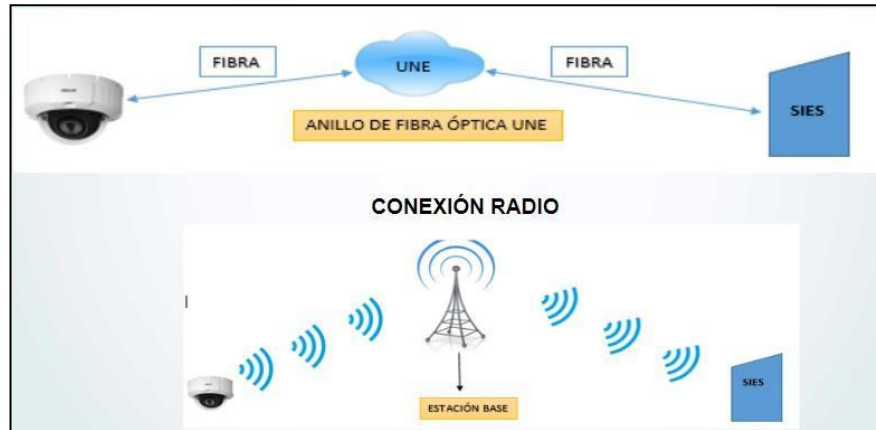 FIBRA
UNE
FIBRA
SIES
ANILLO DE FIBRA ÓPTICA UNE
CONEXIÓN RADIO
SIES
ESTACIÓN BASE